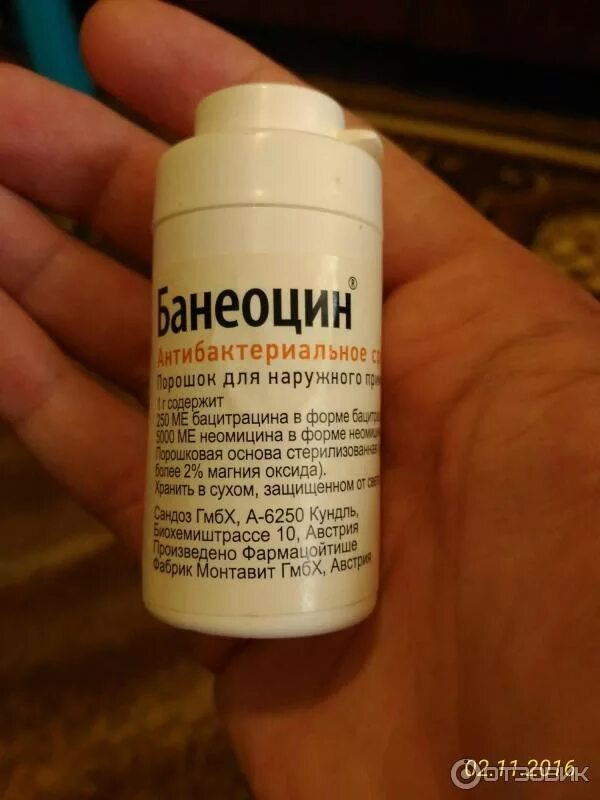 Банеоцин®
Антибактериальное
Порошок для наружного
1 г содержит
250 МЕ бацитрацина в форме
5000 МЕ неомицина в форме
Порошковая основа стерилизованная
более 2% магния оксида).
Хранить в сухом, защищенном от
Сандоз ГмбХ, А-6250 Кундль,
Биохемиштрассе 10, Австрия
Произведено Фармацойтише
Фабрик Монтавит ГмбХ, Австрия
02.11.2016
ОТЗОВИК